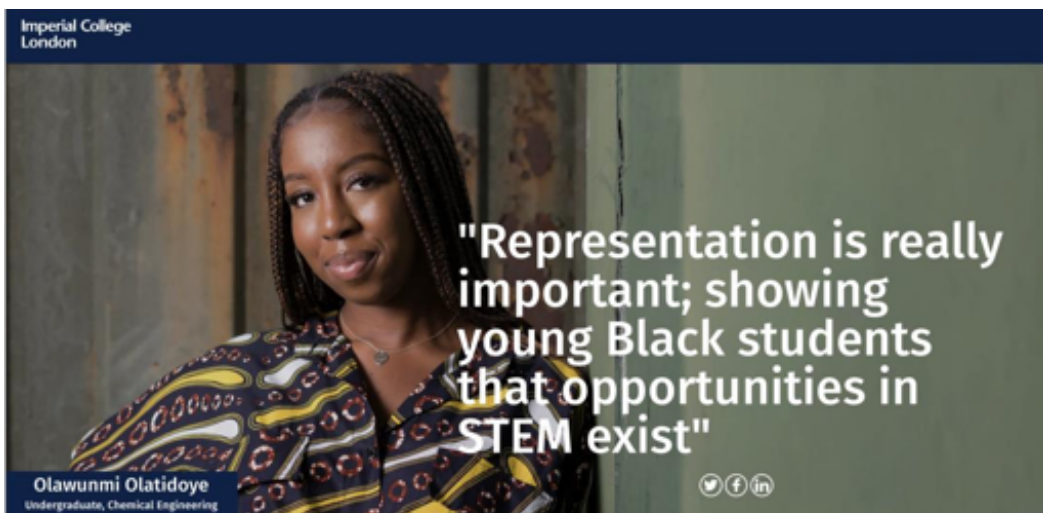 Imperial College
London
"Representation is really
important; showing
young Black students
that opportunities in
STEM exist"
Olawunmi Olatidoye
Undergraduate, Chemical Engineering